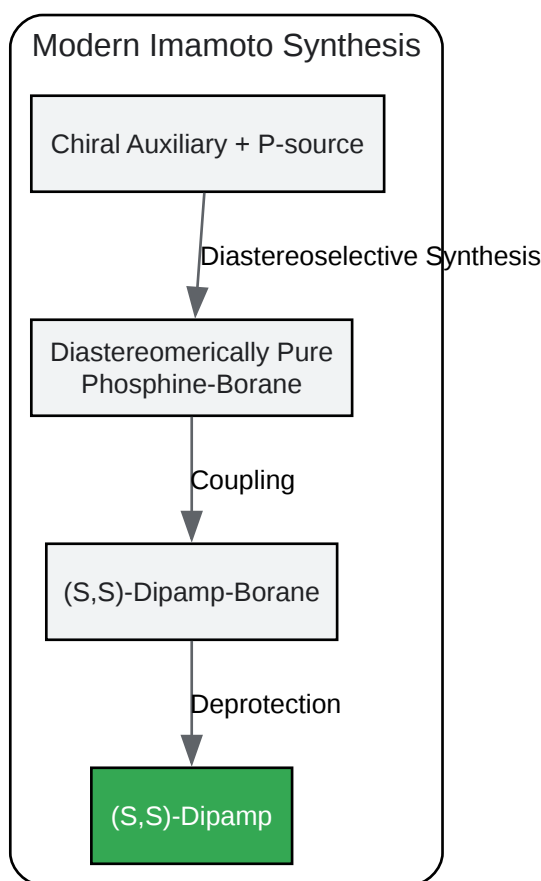 Modern Imamoto Synthesis
Chiral Auxiliary + P-source
Diastereoselective Synthesis
Diastereomerically Pure
Phosphine-Borane
Coupling
(S,S)-Dipamp-Borane
Deprotection
(S,S)-Dipamp